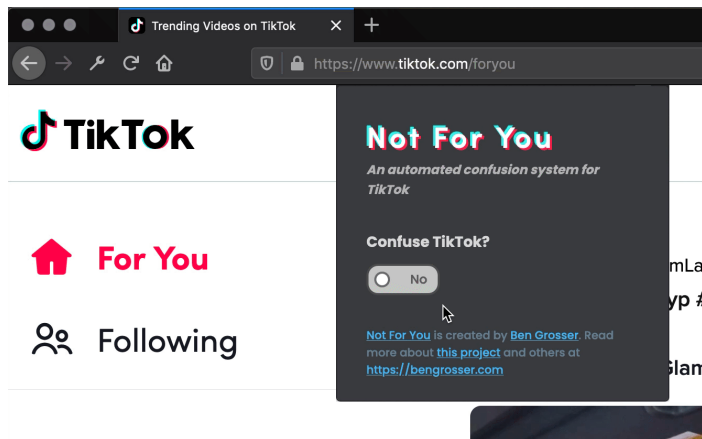 Trending Videos on TikTok
https://www.tiktok.com/foryou
TikTok
Not For You
An automated confusion system for
TikTok
For You
Confuse TikTok?
No
Following
Not For You is created by Ben Grosser. Read
more about this project and others at
https://bengrosser.com